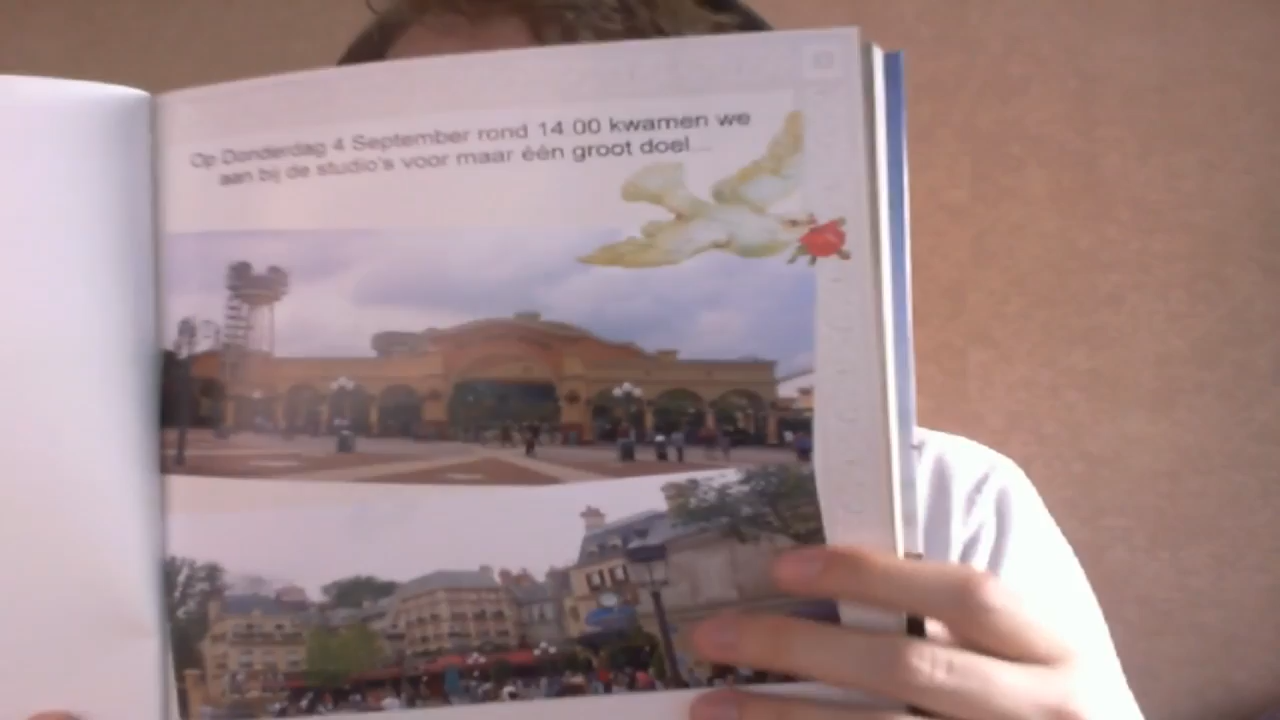 Op Donderdag 4 September rond 14 00 kwamen we
aan bij de studio's voor maar één groot doel...